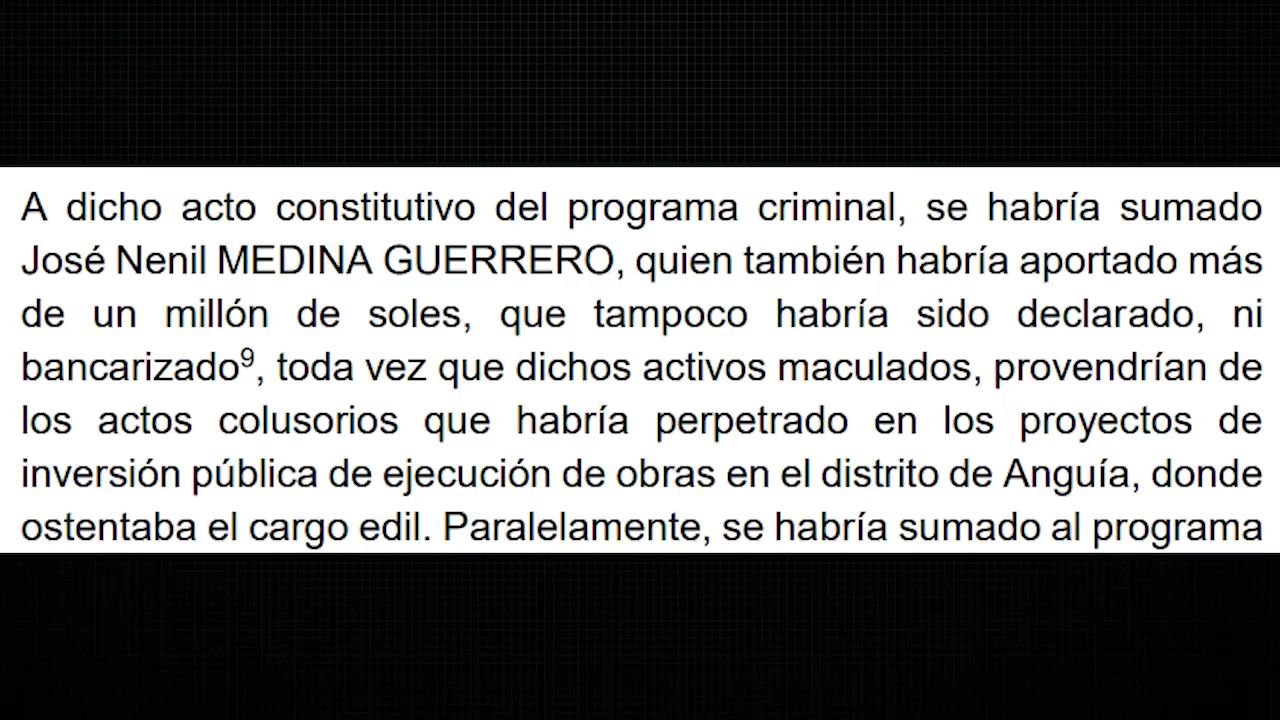 A dicho acto constitutivo del programa criminal, se habría sumado
José Nenil MEDINA GUERRERO, quien también habría aportado más
de un millón de soles, que tampoco habría sido declarado, ni
bancarizado⁹, toda vez que dichos activos maculados, provendrían de
los actos colusorios que habría perpetrado en los proyectos de
inversión pública de ejecución de obras en el distrito de Anguía, donde
ostentaba el cargo edil. Paralelamente, se habría sumado al programa